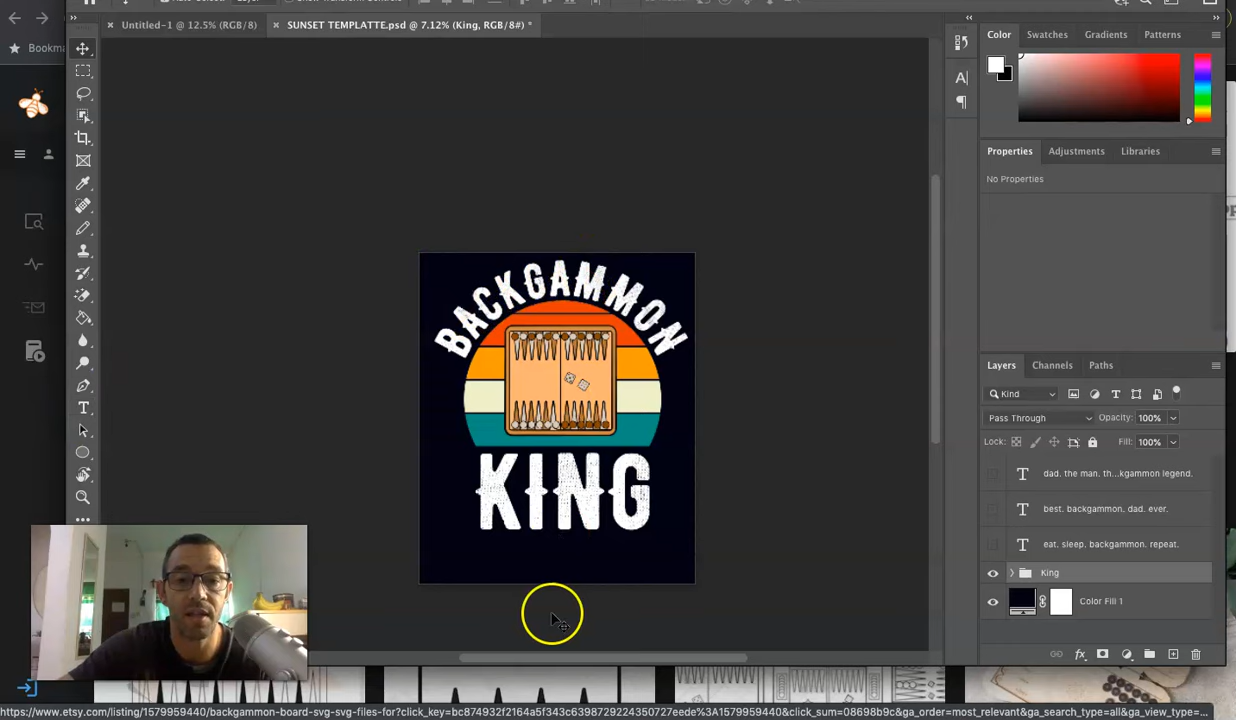 Bookma
Untitled-1 @ 12.5% (RGB/8)
SUNSET TEMPLATTE.psd @ 7.12% (King, RGB/8#) *
Color
Swatches
Gradients
Patterns
Properties
Adjustments
Libraries
No Properties
BACKGAMMON
KING
Layers
Channels
Paths
Kind
Pass Through
Opacity: 100%
Lock:
Fill: 100%
dad. the man. th...kgammon legend.
best. backgammon. dad. ever.
eat. sleep. backgammon. repeat.
King
Color Fill 1
https://www.etsy.com/listing/1579959440/backgammon-board-svg-svg-files-for?click_key=bc874932f2164a5f343c6398729224350727eede%3A1579959440&click_sum=08698b9c&ga_order=most_relevant&ga_search_type=all&ga_view_type=...